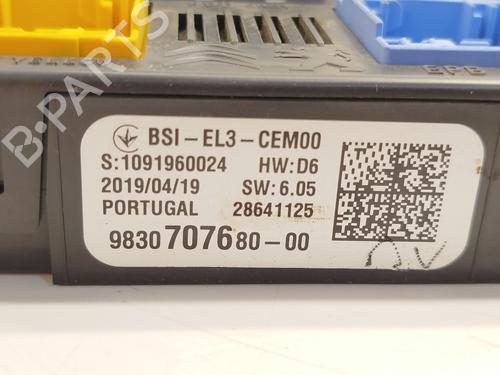 B-PARTS
BSI-EL3-CEM00
S:1091960024 HW:D6
2019/04/19 SW:6.05
PORTUGAL 28641125
9830707680-00